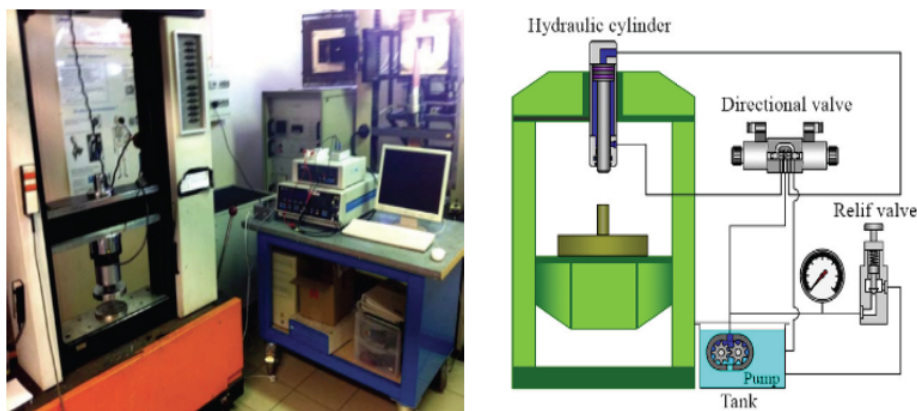 Hydraulic cylinder
Directional valve
Relif valve
Pump
Tank